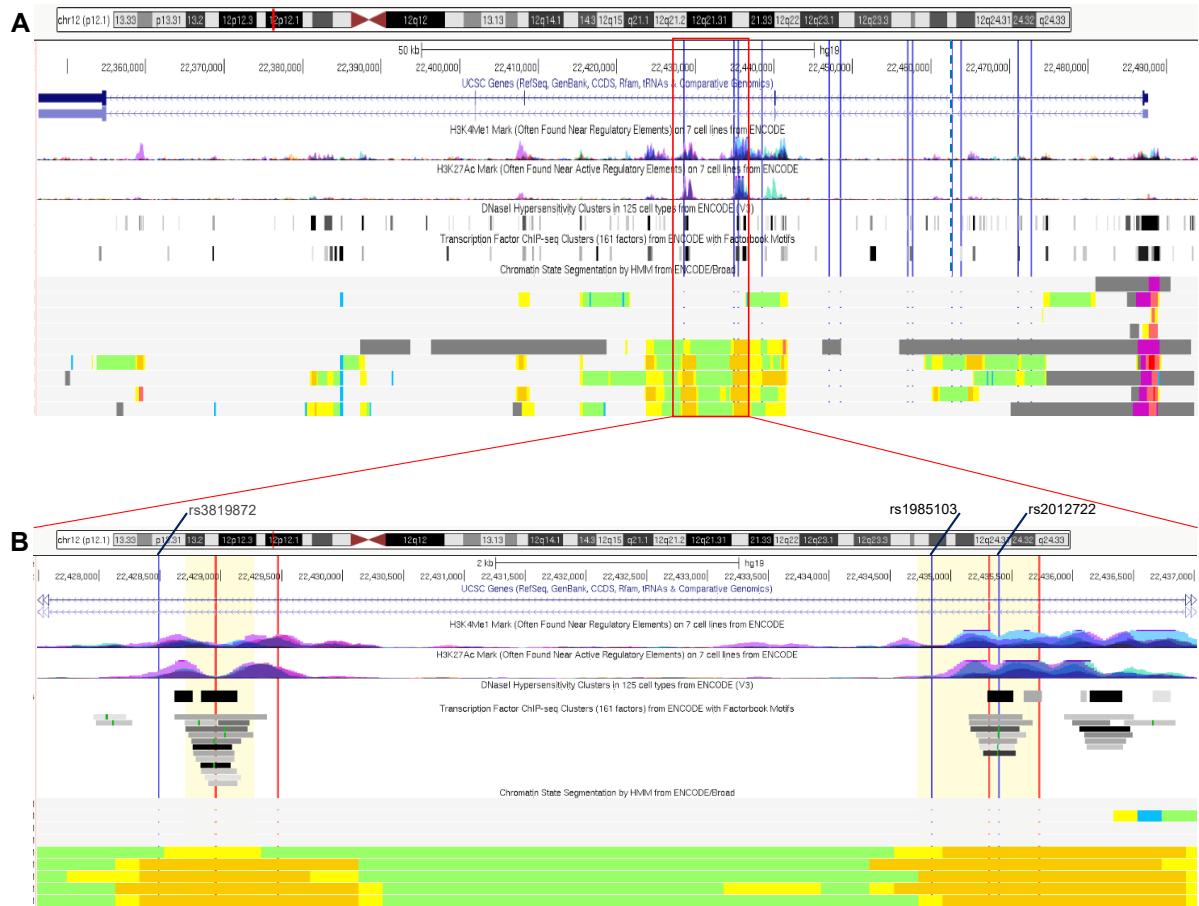 A
chr12 (p12.1) 13.33 p13.31 13.2 12p12.3 12p12.1 12q12 13.13 12q14.1 14.3 12q15 q21.1 12q21.2 12q21.31 21.33 12q22 12q23.1 12q23.3 12q24.31 24.32 q24.33
50 kb hg19
22,360,000 22,370,000 22,380,000 22,390,000 22,400,000 22,410,000 22,420,000 22,430,000 22,440,000 22,450,000 22,460,000 22,470,000 22,480,000 22,490,000
UCSC Genes (RefSeq, GenBank, CCDS, Rfam, tRNAs & Comparative Genomics)
H3K4Me1 Mark (Often Found Near Regulatory Elements) on 7 cell lines from ENCODE
H3K27Ac Mark (Often Found Near Active Regulatory Elements) on 7 cell lines from ENCODE
DNaseI Hypersensitivity Clusters in 125 cell types from ENCODE (V3)
Transcription Factor ChIP-seq Clusters (161 factors) from ENCODE with Factorbook Motifs
Chromatin State Segmentation by HMM from ENCODE/Broad
rs3819872 rs1985103 rs2012722
B
chr12 (p12.1) 13.33 p13.31 13.2 12p12.3 12p12.1 12q12 13.13 12q14.1 14.3 12q15 q21.1 12q21.2 12q21.31 21.33 12q22 12q23.1 12q23.3 12q24.31 24.32 q24.33
2 kb hg19
22,428,000 22,428,500 22,429,000 22,429,500 22,430,000 22,430,500 22,431,000 22,431,500 22,432,000 22,432,500 22,433,000 22,433,500 22,434,000 22,434,500 22,435,000 22,435,500 22,436,000 22,436,500 22,437,000
UCSC Genes (RefSeq, GenBank, CCDS, Rfam, tRNAs & Comparative Genomics)
H3K4Me1 Mark (Often Found Near Regulatory Elements) on 7 cell lines from ENCODE
H3K27Ac Mark (Often Found Near Active Regulatory Elements) on 7 cell lines from ENCODE
DNaseI Hypersensitivity Clusters in 125 cell types from ENCODE (V3)
Transcription Factor ChIP-seq Clusters (161 factors) from ENCODE with Factorbook Motifs
Chromatin State Segmentation by HMM from ENCODE/Broad